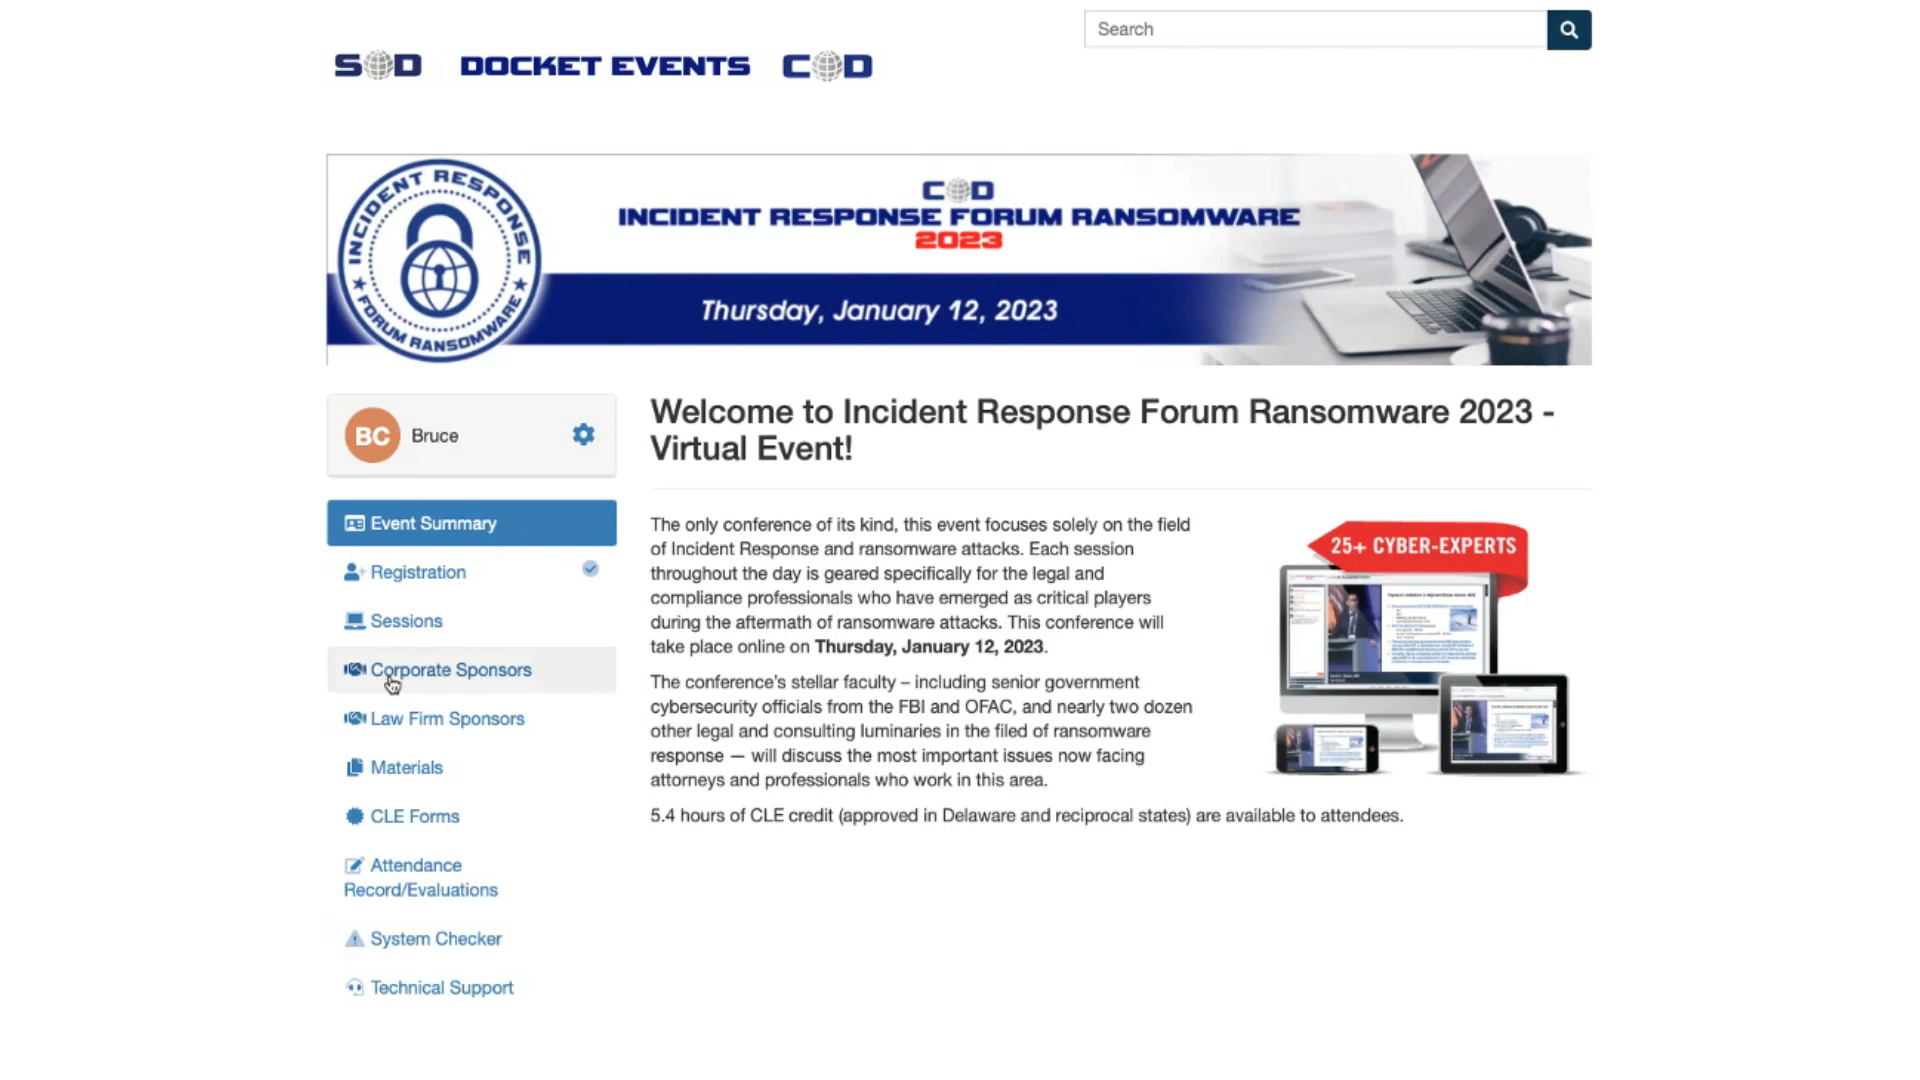 Search
SD DOCKET EVENTS CD
INCIDENT RESPONSE
FORUM RANSOMWARE
CD
INCIDENT RESPONSE FORUM RANSOMWARE
2023
Thursday, January 12, 2023
BC Bruce
Event Summary
Registration
Sessions
Corporate Sponsors
Law Firm Sponsors
Materials
CLE Forms
Attendance
Record/Evaluations
System Checker
Technical Support
Welcome to Incident Response Forum Ransomware 2023 -
Virtual Event!
The only conference of its kind, this event focuses solely on the field
of Incident Response and ransomware attacks. Each session
throughout the day is geared specifically for the legal and
compliance professionals who have emerged as critical players
during the aftermath of ransomware attacks. This conference will
take place online on Thursday, January 12, 2023.
The conference's stellar faculty – including senior government
cybersecurity officials from the FBI and OFAC, and nearly two dozen
other legal and consulting luminaries in the filed of ransomware
response — will discuss the most important issues now facing
attorneys and professionals who work in this area.
5.4 hours of CLE credit (approved in Delaware and reciprocal states) are available to attendees.
25+ CYBER-EXPERTS